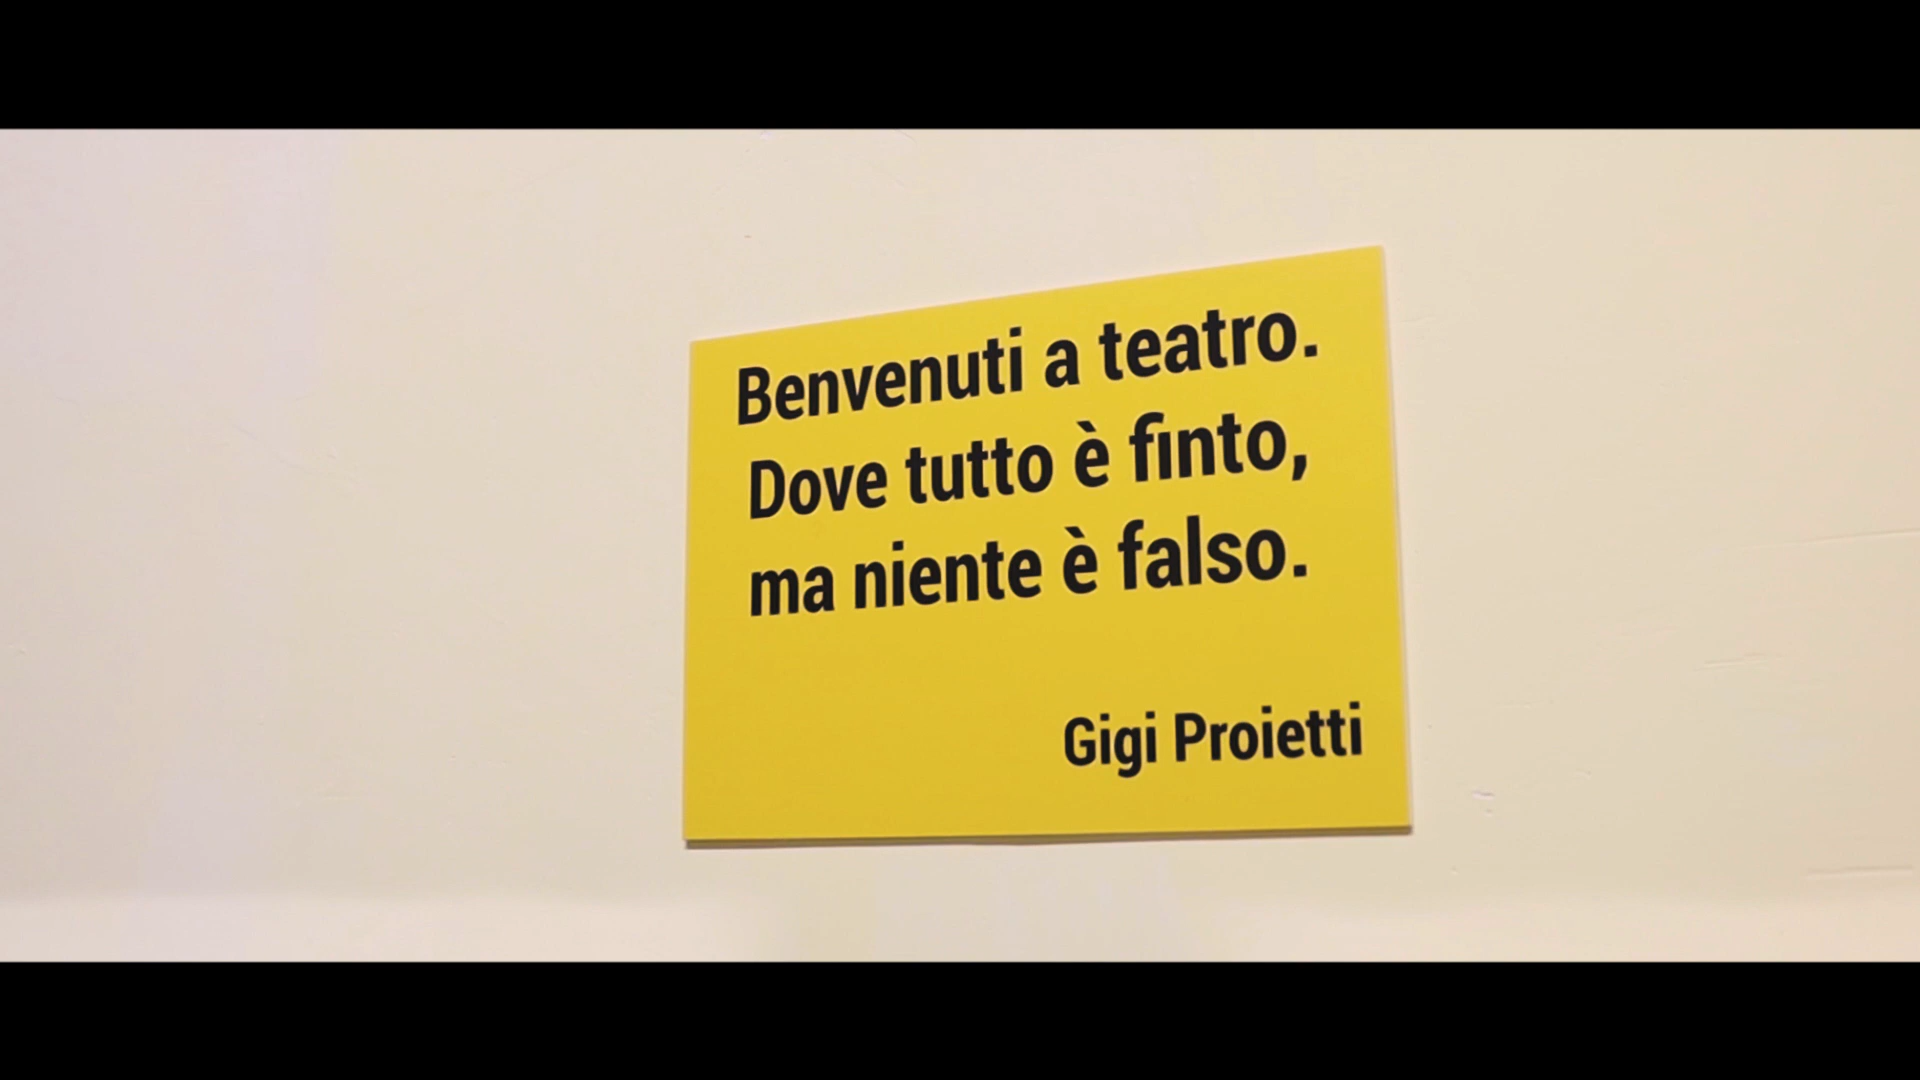 Benvenuti a teatro.
Dove tutto è finto,
ma niente è falso.
Gigi Proietti